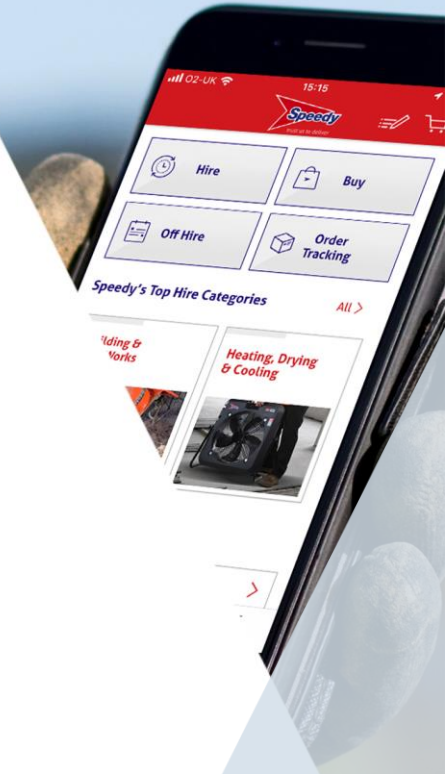 O2-UK
15:15
Speedy
Hire
Buy
Off Hire
Order
Tracking
Speedy's Top Hire Categories
All
lding &
Works
Heating, Drying
& Cooling